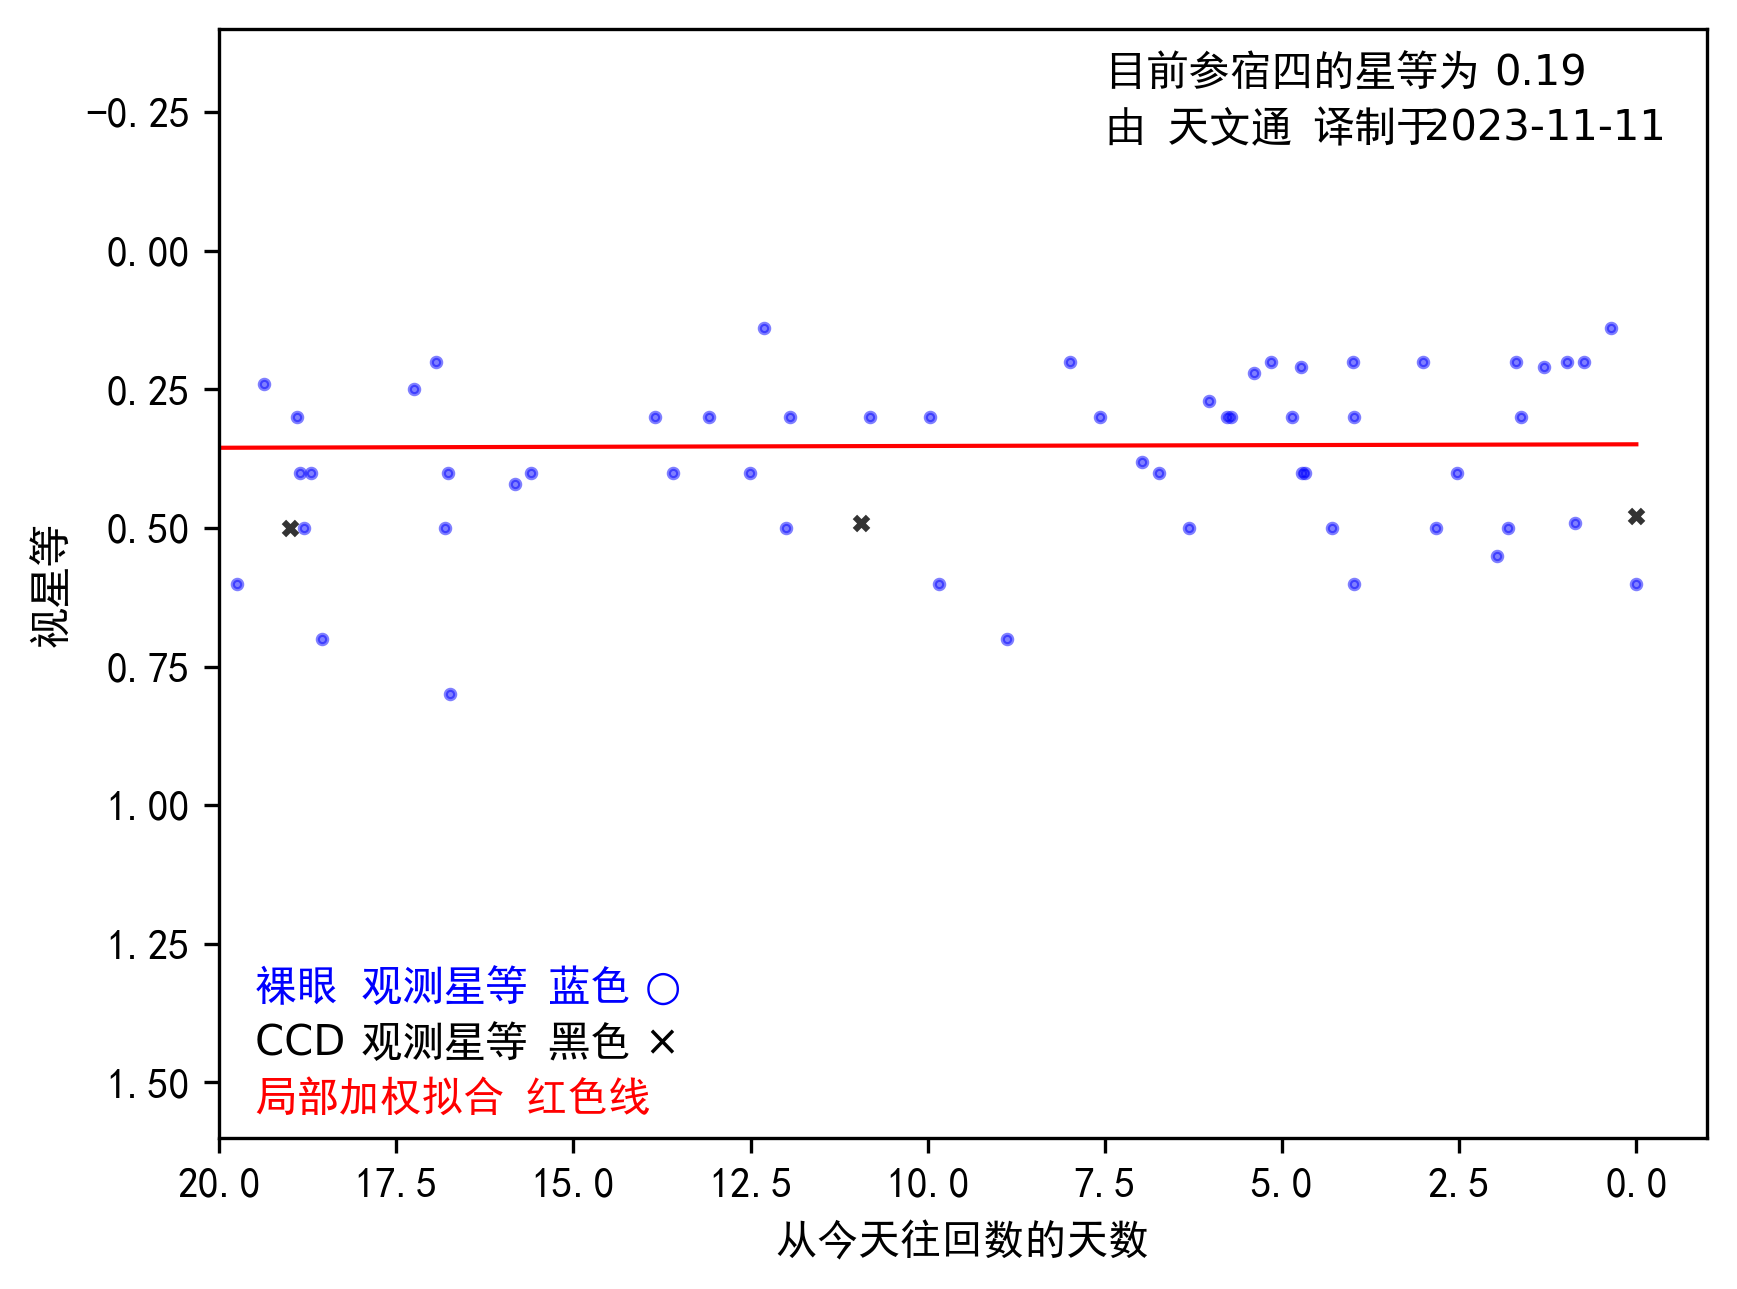 目前参宿四的星等为 0.19
由 天文通 译制于2023-11-11
-0.25
0.00
0.25
0.50
0.75
1.00
1.25
1.50
视星等
裸眼 观测星等 蓝色 ○
CCD 观测星等 黑色 ×
局部加权拟合 红色线
20.0 17.5 15.0 12.5 10.0 7.5 5.0 2.5 0.0
从今天往回数的天数